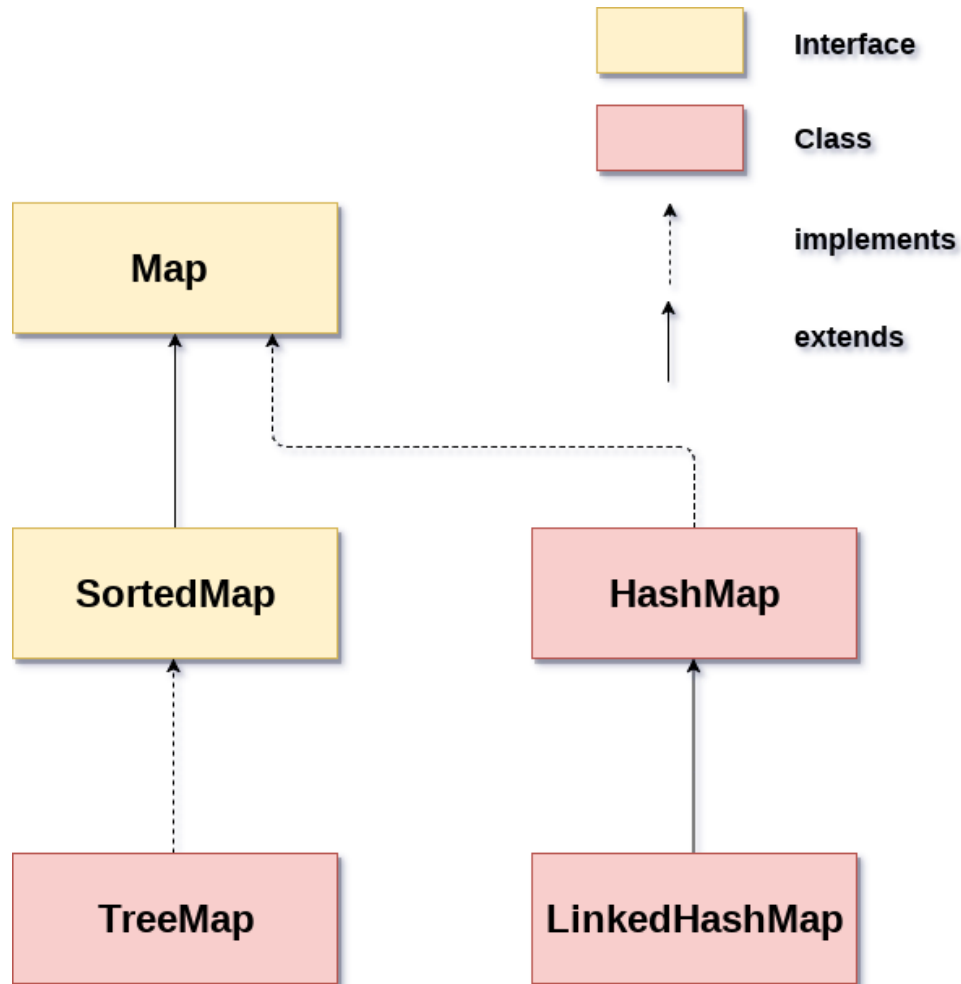 Interface
Class
implements
extends
Map
SortedMap
HashMap
TreeMap
LinkedHashMap